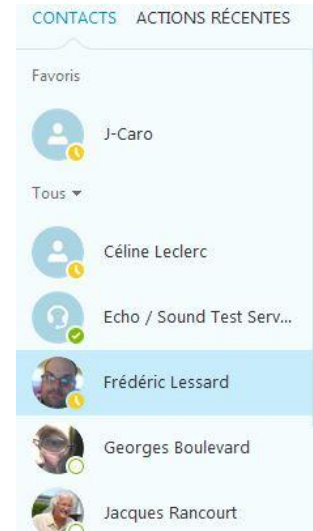 CONTACTS ACTIONS RÉCENTES
Favoris
J-Caro
Tous
Céline Leclerc
Echo / Sound Test Serv...
Frédéric Lessard
Georges Boulevard
Jacques Rancourt